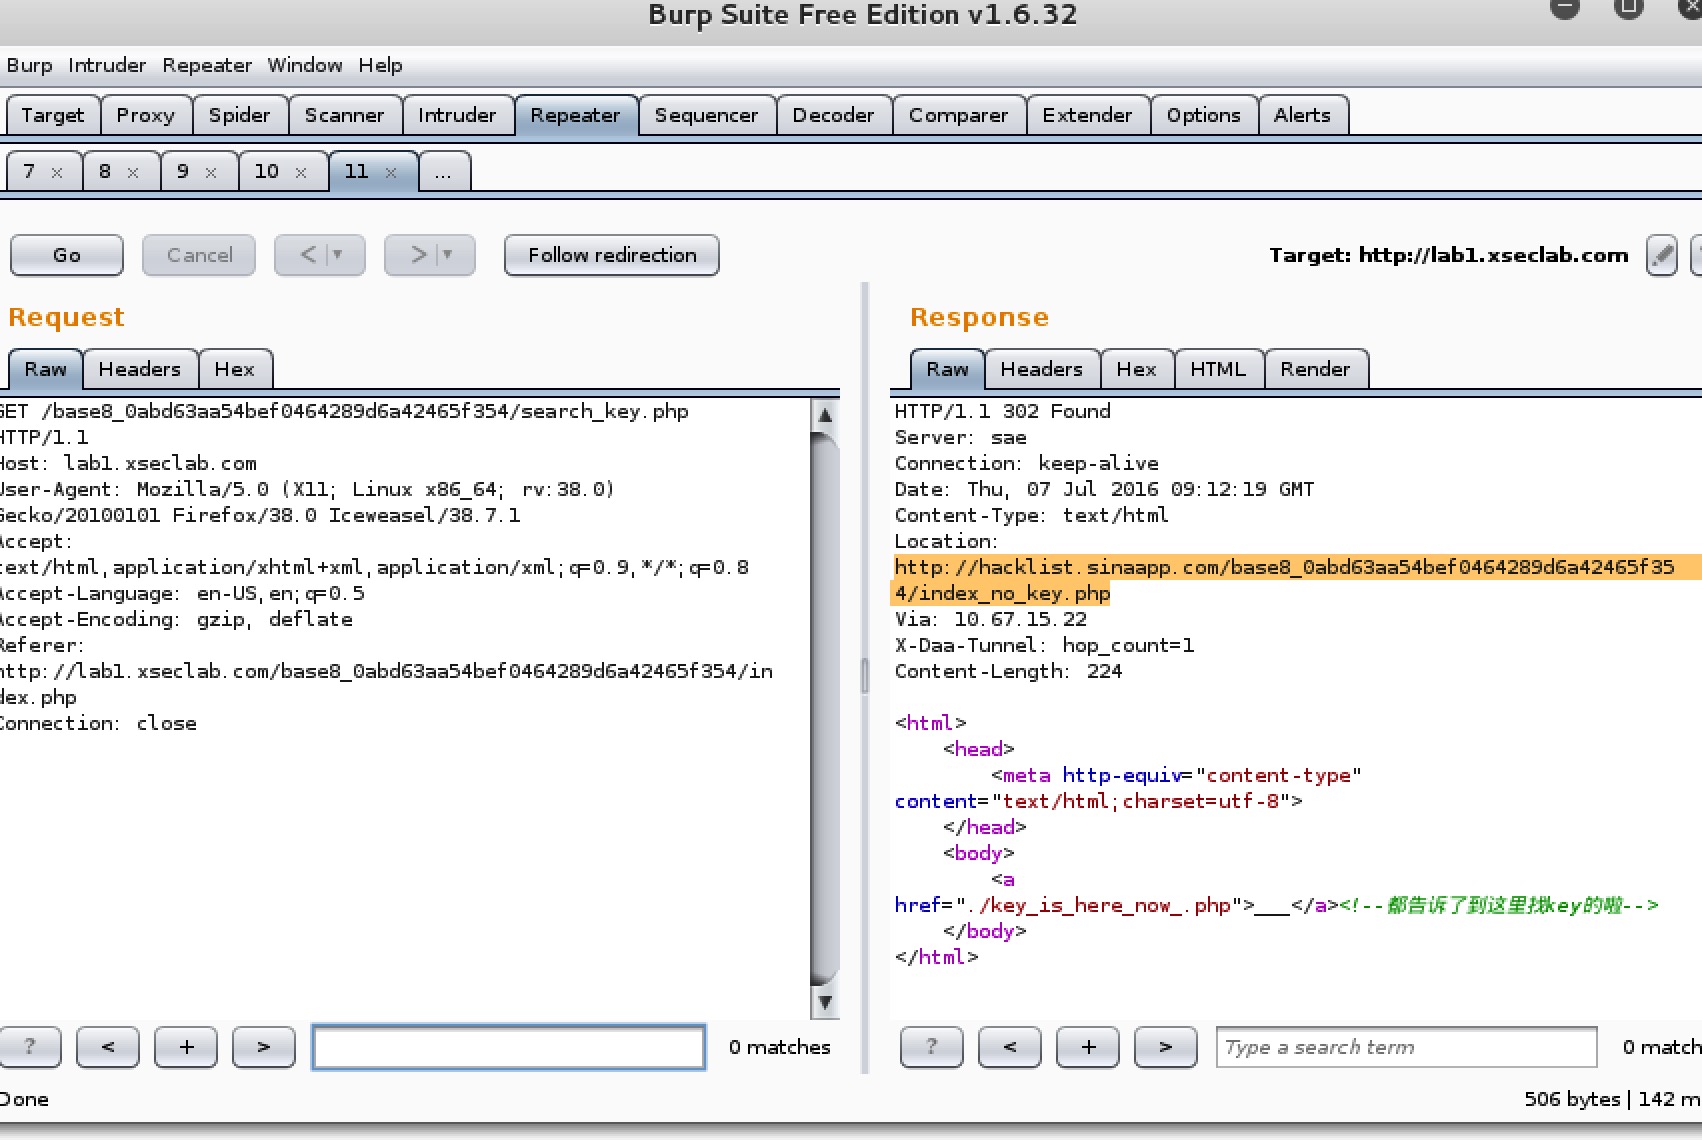 Burp Suite Free Edition v1.6.32
Burp Intruder Repeater Window Help
Target Proxy Spider Scanner Intruder Repeater Sequencer Decoder Comparer Extender Options Alerts
7 × 8 × 9 × 10 × 11 × ...
Go Cancel < > Follow redirection Target: http://lab1.xseclab.com
Request
Raw Headers Hex
GET /base8_0abd63aa54bef0464289d6a42465f354/search_key.php
HTTP/1.1
Host: lab1.xseclab.com
User-Agent: Mozilla/5.0 (X11; Linux x86_64; rv:38.0)
Gecko/20100101 Firefox/38.0 Iceweasel/38.7.1
Accept:
text/html,application/xhtml+xml,application/xml;q=0.9,*/*;q=0.8
Accept-Language: en-US,en;q=0.5
Accept-Encoding: gzip, deflate
Referer:
http://lab1.xseclab.com/base8_0abd63aa54bef0464289d6a42465f354/in
dex.php
Connection: close
? < + > 0 matches
Response
Raw Headers Hex HTML Render
HTTP/1.1 302 Found
Server: sae
Connection: keep-alive
Date: Thu, 07 Jul 2016 09:12:19 GMT
Content-Type: text/html
Location:
http://hacklist.sinaapp.com/base8_0abd63aa54bef0464289d6a42465f35
4/index_no_key.php
Via: 10.67.15.22
X-Daa-Tunnel: hop_count=1
Content-Length: 224
<html>
<head>
<meta http-equiv="content-type"
content="text/html;charset=utf-8">
</head>
<body>
<a
href="./key_is_here_now_.php">___</a><!--都告诉了到这里找key的啦-->
</body>
</html>
? < + > Type a search term 0 match
Done
506 bytes | 142 m